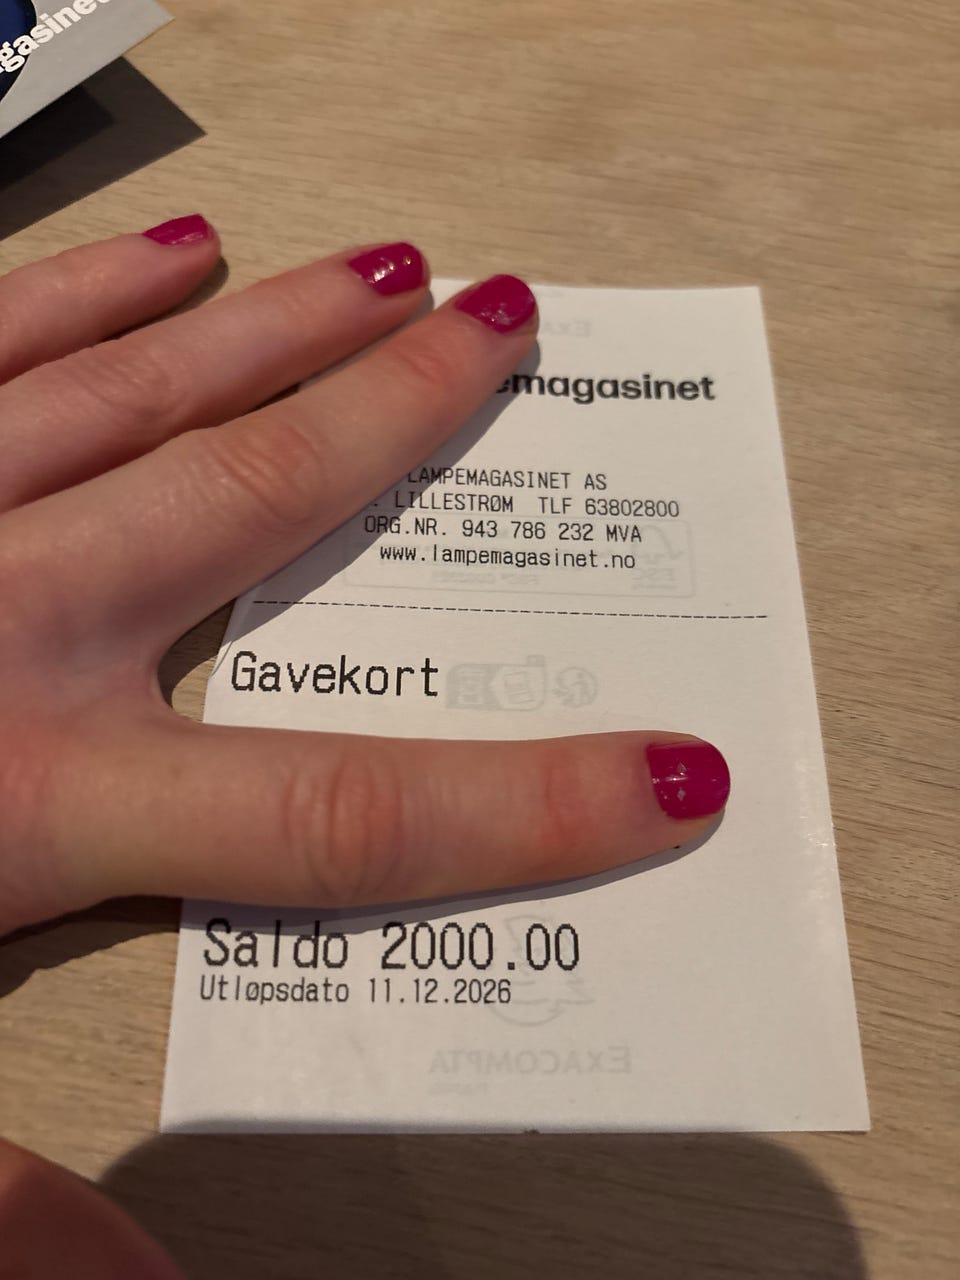 gasinet
emagasinet
LAMPEMAGASINET AS
. LILLESTRØM TLF 63802800
ORG.NR. 943 786 232 MVA
www.lampemagasinet.no
Gavekort
Saldo 2000.00
Utløpsdato 11.12.2026
EXACOMPTA